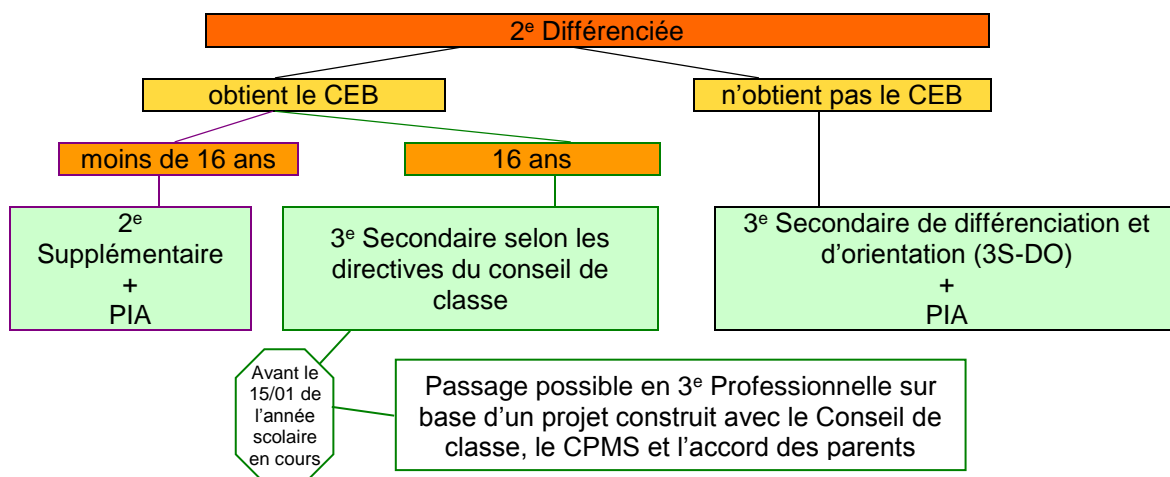 2e Différenciée
obtient le CEB
n’obtient pas le CEB
moins de 16 ans
16 ans
2e
Supplémentaire
+
PIA
3e Secondaire selon les
directives du conseil de
classe
3e Secondaire de différenciation et
d’orientation (3S-DO)
+
PIA
Avant le
15/01 de
l’année
scolaire
en cours
Passage possible en 3e Professionnelle sur
base d’un projet construit avec le Conseil de
classe, le CPMS et l’accord des parents